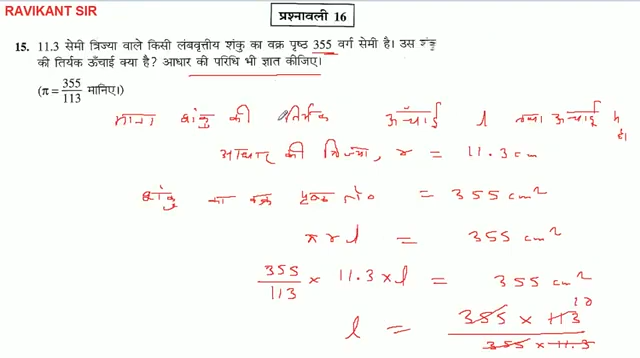 RAVIKANT SIR
प्रश्नावली 16
15. 11.3 सेमी त्रिज्या वाले किसी लंबवृत्तीय शंकु का वक्र पृष्ठ 355 वर्ग सेमी है। उस शंकु
की तिर्यक ऊँचाई क्या है? आधार की परिधि भी ज्ञात कीजिए।
(π = 355/113 मानिए।)
माना शंकु की तिर्यक ऊँचाई l तथा ऊँचाई h है।
आधार की त्रिज्या, r = 11.3 cm
शंकु का वक्र पृष्ठ = 355 cm²
π r l = 355 cm²
355/113 × 11.3 × l = 355 cm²
l = 355 × 113 10 / 355 × 11.3